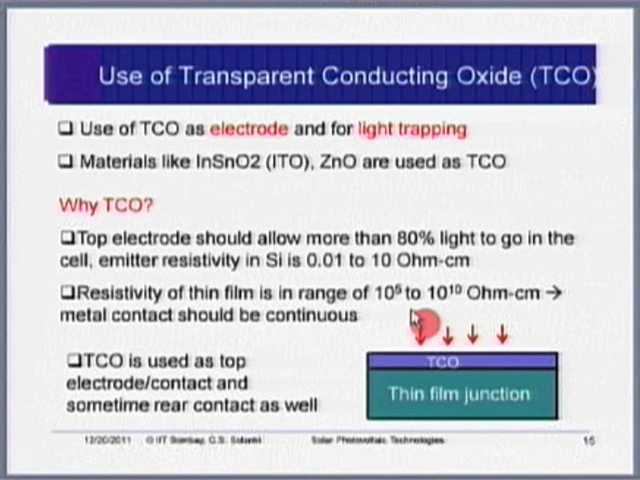 Use of Transparent Conducting Oxide (TCO)
❑ Use of TCO as electrode and for light trapping
❑ Materials like InSnO2 (ITO), ZnO are used as TCO
Why TCO?
❑Top electrode should allow more than 80% light to go in the
cell, emitter resistivity in Si is 0.01 to 10 Ohm-cm
❑Resistivity of thin film is in range of 10⁵ to 10¹⁰ Ohm-cm →
metal contact should be continuous
❑TCO is used as top
electrode/contact and
sometime rear contact as well
TCO
Thin film junction
12/20/2011 © IIT Bombay, C.S. Solanki Solar Photovoltaic Technologies 15